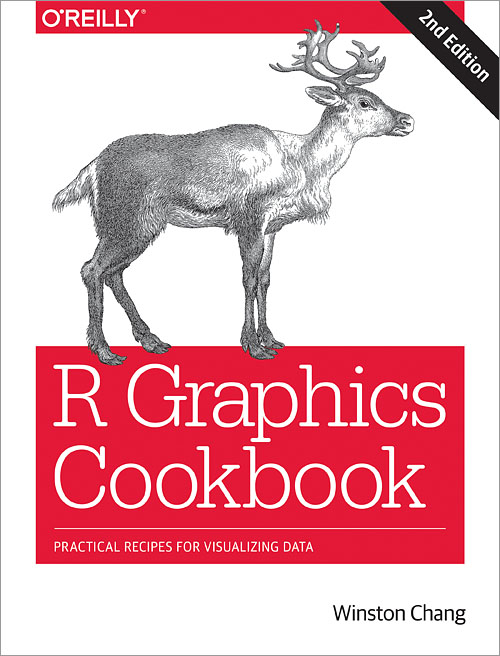 O'REILLY®
2nd Edition
R Graphics
Cookbook
PRACTICAL RECIPES FOR VISUALIZING DATA
Winston Chang